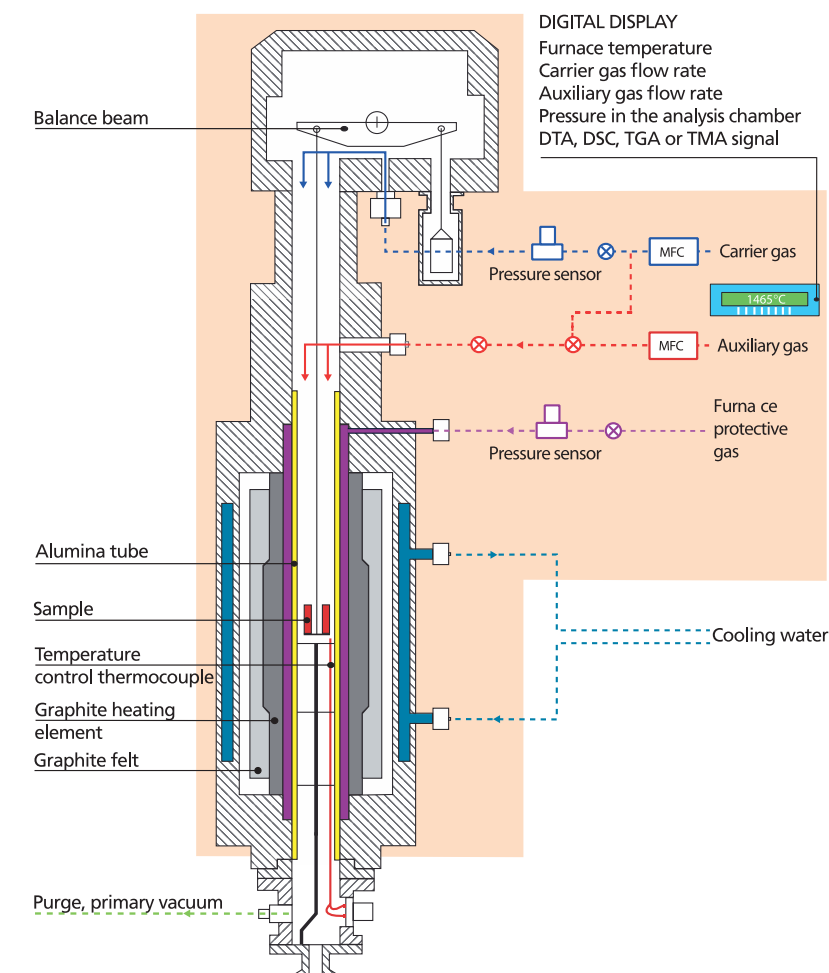 DIGITAL DISPLAY
Furnace temperature
Carrier gas flow rate
Auxiliary gas flow rate
Pressure in the analysis chamber
DTA, DSC, TGA or TMA signal
Balance beam
MFC
Carrier gas
Pressure sensor
1465°C
MFC
Auxiliary gas
Furna ce
protective
gas
Pressure sensor
Alumina tube
Sample
Cooling water
Temperature
control thermocouple
Graphite heating
element
Graphite felt
Purge, primary vacuum